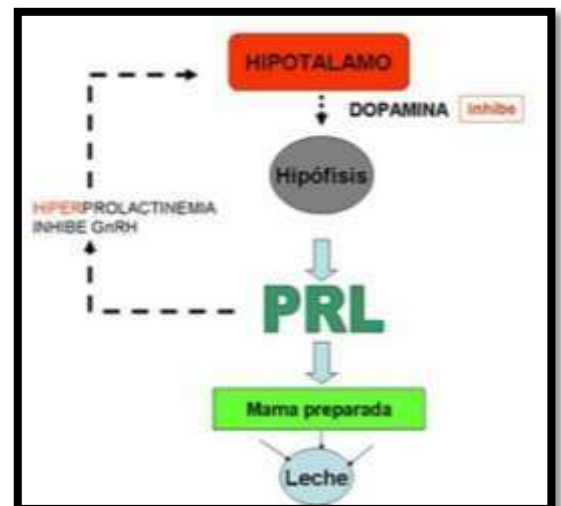 HIPOTALAMO
DOPAMINA Inhibe
Hipófisis
HIPERPROLACTINEMIA
INHIBE GnRH
PRL
Mama preparada
Leche